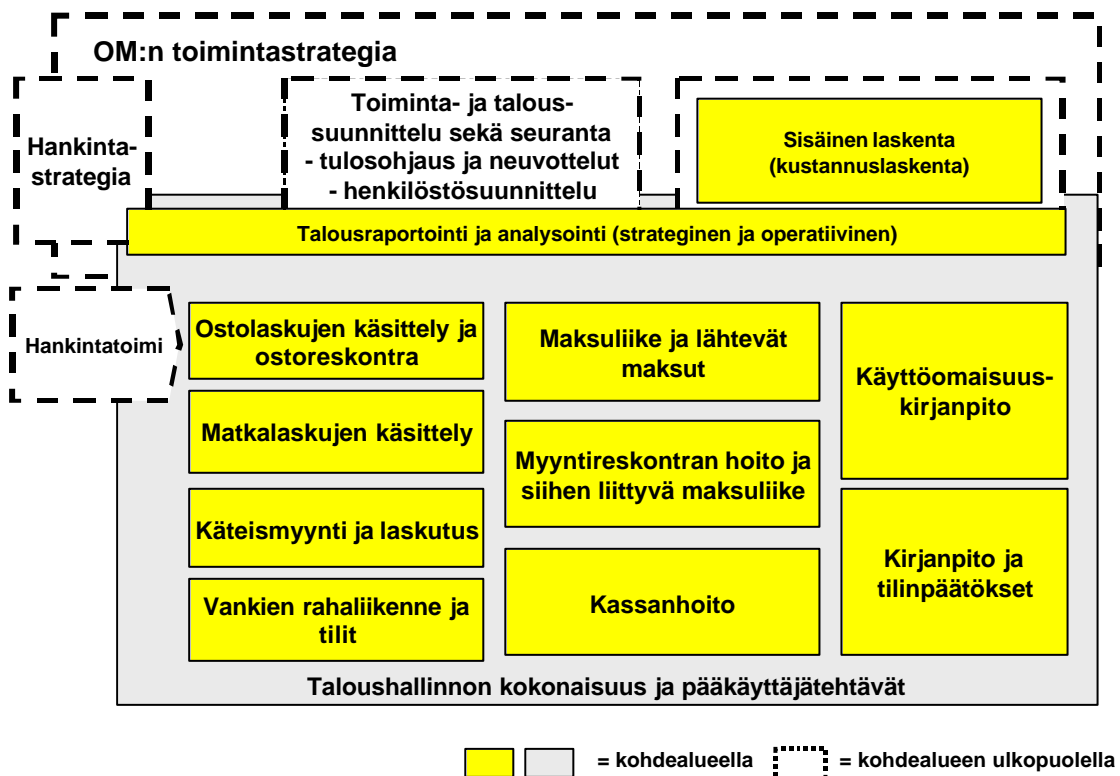 OM:n toimintastrategia
Hankinta-
strategia
Toiminta- ja talous-
suunnittelu sekä seuranta
- tulosohjaus ja neuvottelut
- henkilöstösuunnittelu
Sisäinen laskenta
(kustannuslaskenta)
Talousraportointi ja analysointi (strateginen ja operatiivinen)
Hankintatoimi
Ostolaskujen käsittely ja
ostoreskontra
Matkalaskujen käsittely
Käteismyynti ja laskutus
Vankien rahaliikenne ja
tilit
Maksuliike ja lähtevät
maksut
Myyntireskontran hoito ja
siihen liittyvä maksuliike
Kassanhoito
Käyttöomaisuus-
kirjanpito
Kirjanpito ja
tilinpäätökset
Taloushallinnon kokonaisuus ja pääkäyttäjätehtävät
= kohdealueella
= kohdealueen ulkopuolella